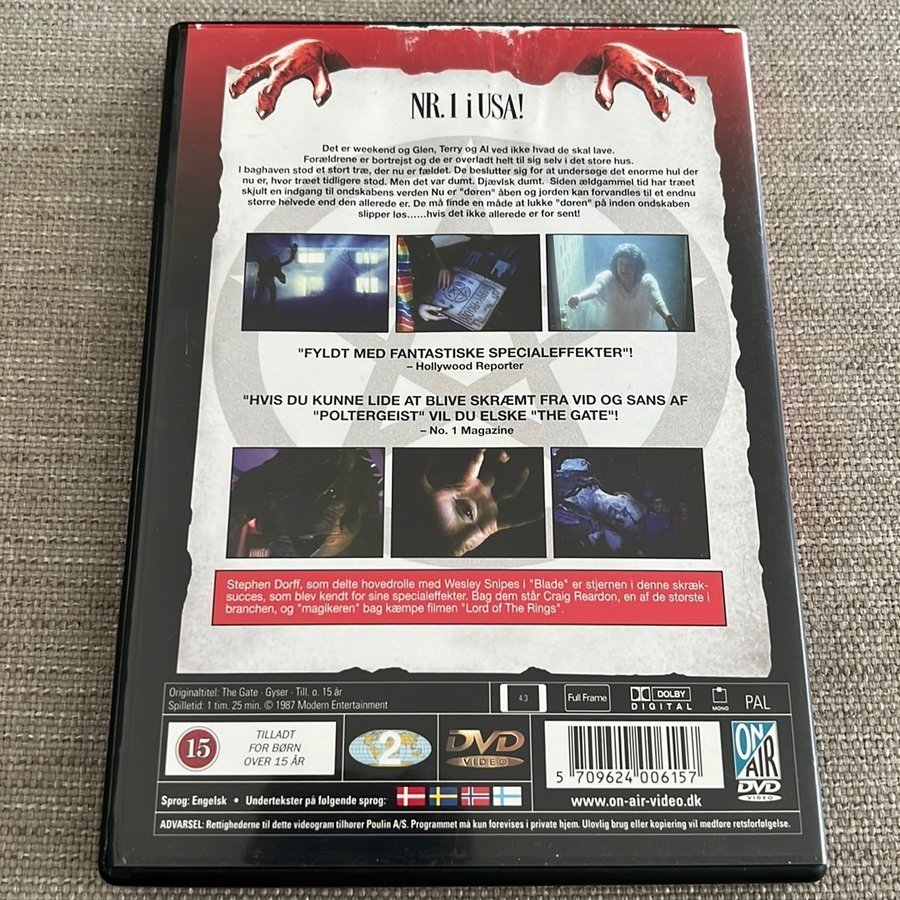 NR. 1 i USA!
Det er weekend og Glen, Terry og Al ved ikke hvad de skal lave.
Forældrene er bortrejst og de er overladt helt til sig selv i det store hus.
I baghaven stod et stort træ, der nu er fældet. De beslutter sig for at undersøge det enorme hul der
nu er, hvor træet tidligere stod. Men det var dumt. Djævlsk dumt. Siden ældgammel tid har træet
skjult en indgang til ondskabens verden Nu er "døren" åben og jorden kan forvandles til et endnu
større helvede end den allerede er. De må finde en måde at lukke "døren" på inden ondskaben
slipper løs......hvis det ikke allerede er for sent!
"FYLDT MED FANTASTISKE SPECIALEFFEKTER"!
– Hollywood Reporter
"HVIS DU KUNNE LIDE AT BLIVE SKRÆMT FRA VID OG SANS AF
"POLTERGEIST" VIL DU ELSKE "THE GATE"!
– No. 1 Magazine
Stephen Dorff, som delte hovedrolle med Wesley Snipes i "Blade" er stjernen i denne skræk-
succes, som blev kendt for sine specialeffekter. Bag dem står Craig Reardon, en af de største i
branchen, og "magikeren" bag kæmpe filmen "Lord of The Rings".
Originaltitel: The Gate · Gyser · Till. o. 15 år
Spilletid: 1 tim. 25 min. © 1987 Modern Entertainment
4:3
Full Frame
DOLBY
DIGITAL
MONO
PAL
15
TILLADT
FOR BØRN
OVER 15 ÅR
2
DVD
VIDEO
5 709624 006157
www.on-air-video.dk
ON
AIR
DVD
VIDEO
Sprog: Engelsk • Undertekster på følgende sprog:
ADVARSEL: Rettighederne til dette videogram tilhører Poulin A/S. Programmet må kun forevises i private hjem. Ulovlig brug eller kopiering vil medføre retsforfølgelse.